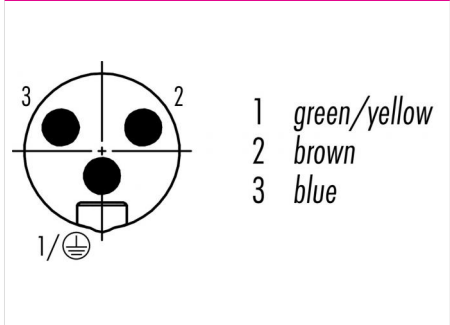 3
2
1/⏚
1 green/yellow
2 brown
3 blue